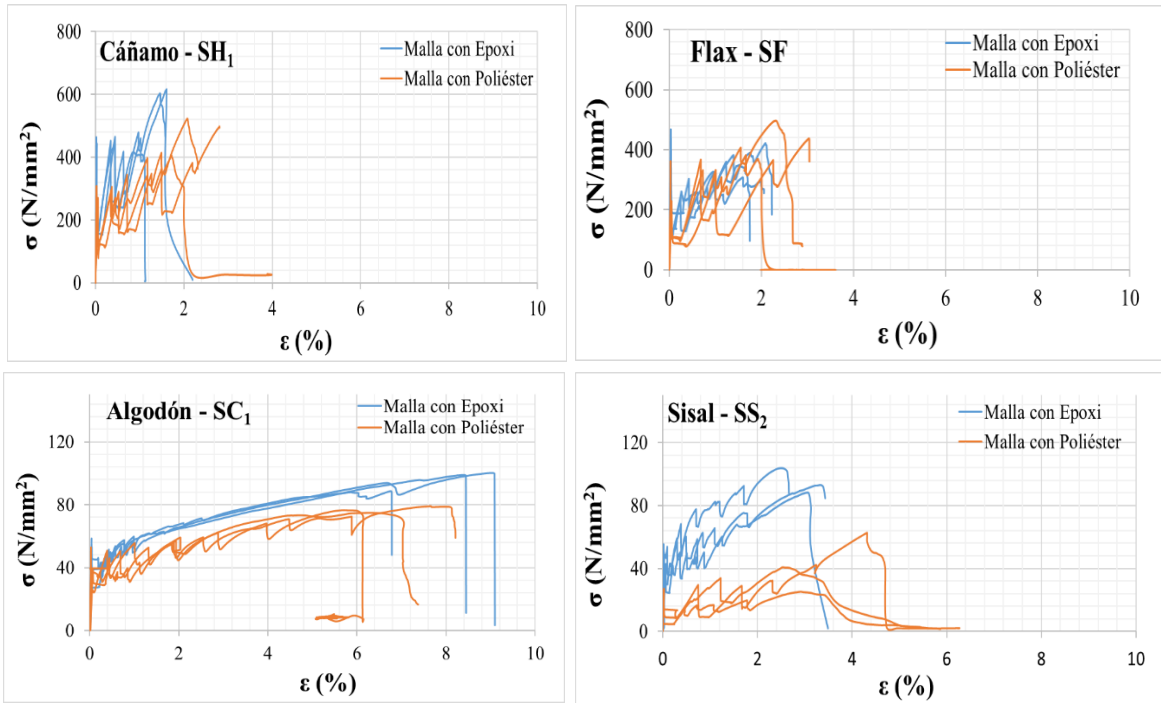 Cáñamo - SH₁
Malla con Epoxi
Malla con Poliéster
800
600
400
200
0
σ (N/mm²)
0 2 4 6 8 10
ε (%)
Flax - SF
Malla con Epoxi
Malla con Poliéster
800
600
400
200
0
σ (N/mm²)
0 2 4 6 8 10
ε (%)
Algodón - SC₁
Malla con Epoxi
Malla con Poliéster
120
80
40
0
σ (N/mm²)
0 2 4 6 8 10
ε (%)
Sisal - SS₂
Malla con Epoxi
Malla con Poliéster
120
80
40
0
σ (N/mm²)
0 2 4 6 8 10
ε (%)